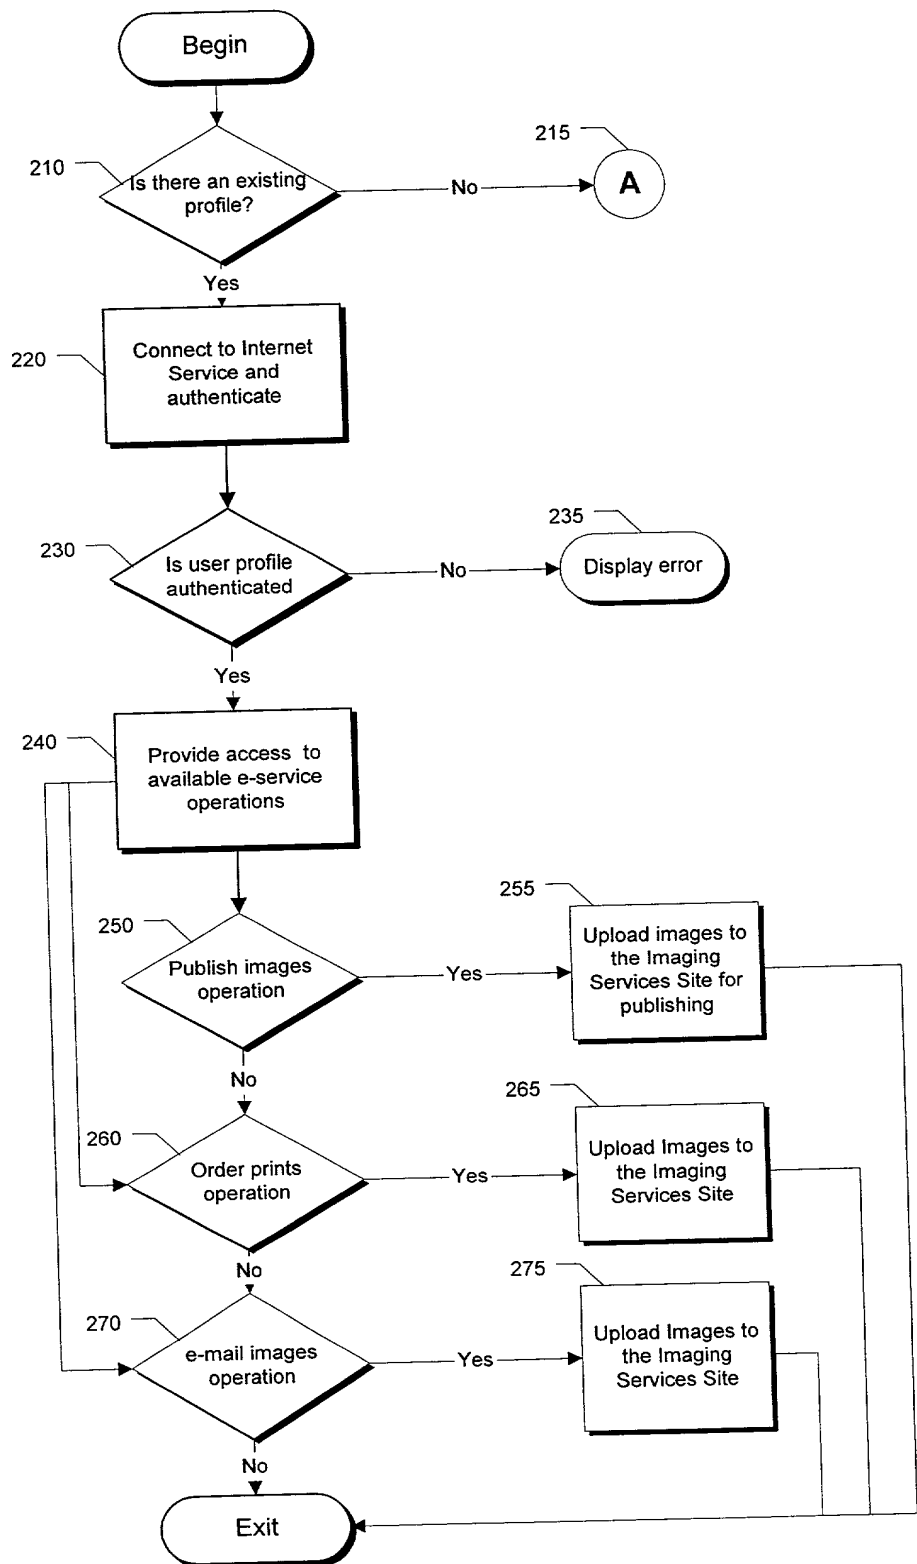 Begin
210
Is there an existing
profile?
No
215
A
Yes
220
Connect to Internet
Service and
authenticate
230
Is user profile
authenticated
No
235
Display error
Yes
240
Provide access to
available e-service
operations
250
Publish images
operation
Yes
255
Upload images to
the Imaging
Services Site for
publishing
No
260
Order prints
operation
Yes
265
Upload Images to
the Imaging
Services Site
No
270
e-mail images
operation
Yes
275
Upload Images to
the Imaging
Services Site
No
Exit